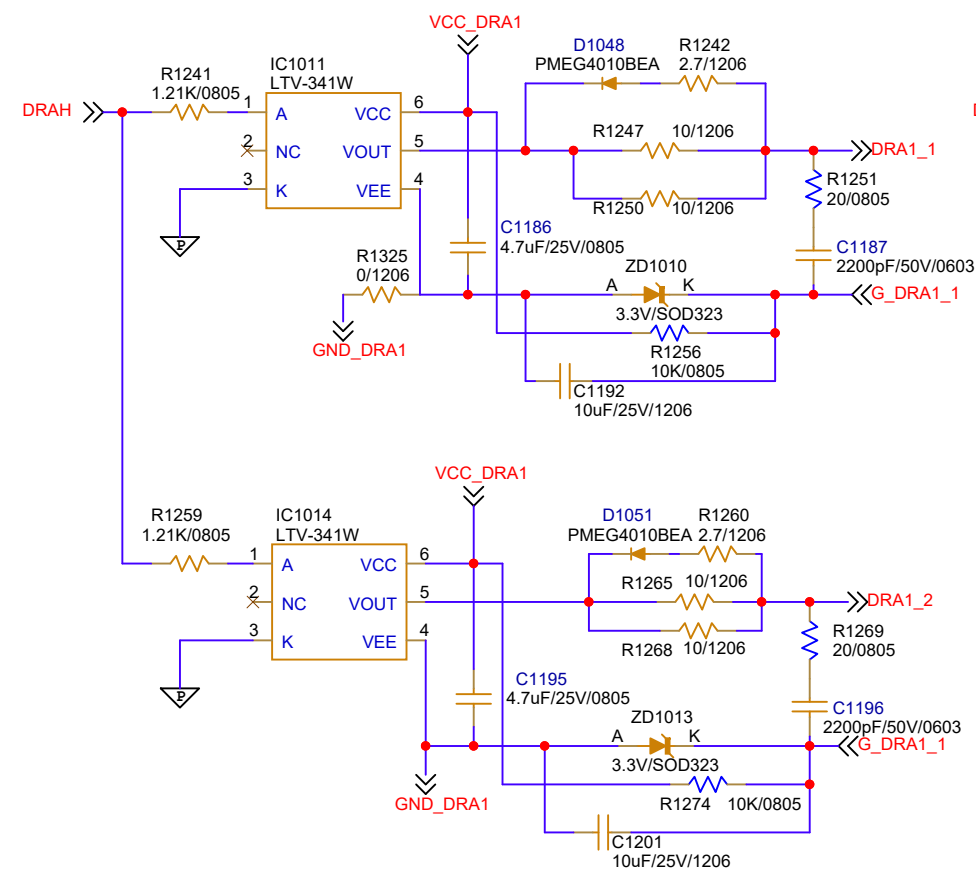 VCC_DRA1
D1048
PMEG4010BEA
R1242
2.7/1206
R1241
1.21K/0805
IC1011
LTV-341W
DRAH
1
A
VCC
6
2
NC
VOUT
5
3
K
VEE
4
P
R1247
10/1206
R1250
10/1206
DRA1_1
R1251
20/0805
C1186
4.7uF/25V/0805
C1187
2200pF/50V/0603
R1325
0/1206
GND_DRA1
ZD1010
A
K
3.3V/SOD323
G_DRA1_1
R1256
10K/0805
C1192
10uF/25V/1206
VCC_DRA1
D1051
PMEG4010BEA
R1260
2.7/1206
R1259
1.21K/0805
IC1014
LTV-341W
1
A
VCC
6
2
NC
VOUT
5
3
K
VEE
4
P
R1265
10/1206
R1268
10/1206
DRA1_2
R1269
20/0805
C1195
4.7uF/25V/0805
C1196
2200pF/50V/0603
ZD1013
A
K
3.3V/SOD323
G_DRA1_1
GND_DRA1
R1274
10K/0805
C1201
10uF/25V/1206